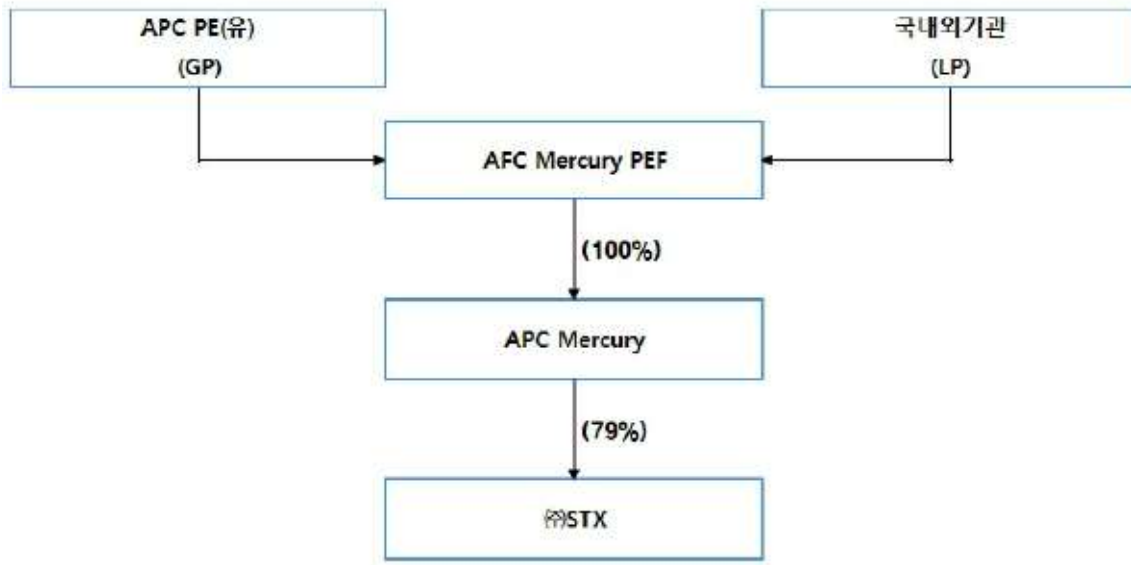 APC PE(유)
(GP)
국내외기관
(LP)
AFC Mercury PEF
(100%)
APC Mercury
(79%)
㈜STX